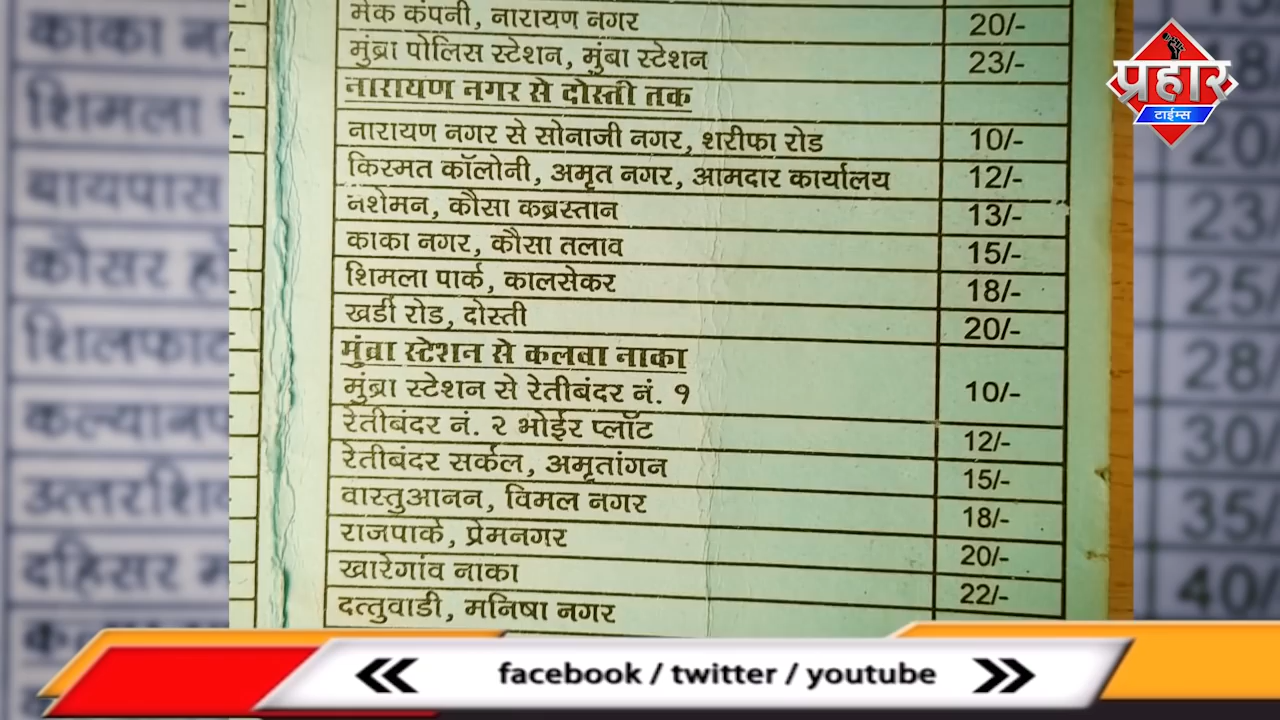 मेक कंपनी, नारायण नगर 20/-
मुंब्रा पोलिस स्टेशन, मुंबा स्टेशन 23/-
नारायण नगर से दोस्ती तक
नारायण नगर से सोनाजी नगर, शरीफा रोड 10/-
किस्मत कॉलोनी, अमृत नगर, आमदार कार्यालय 12/-
नशेमन, कौसा कब्रस्तान 13/-
काका नगर, कौसा तलाव 15/-
शिमला पार्क, कालसेकर 18/-
खर्डी रोड, दोस्ती 20/-
मुंब्रा स्टेशन से कलवा नाका
मुंब्रा स्टेशन से रेतीबंदर नं. १ 10/-
रेतीबंदर नं. २ भोईर प्लॉट 12/-
रेतीबंदर सर्कल, अमृतांगन 15/-
वास्तुआनन, विमल नगर 18/-
राजपार्क, प्रेमनगर 20/-
खारेगांव नाका 22/-
दत्तुवाडी, मनिषा नगर
प्रहार
टाईम्स
काका
शिमला
बायपास
कौसर
शिलफाट
दहिसर
20/
23/
25/
28/
30/
35/
40/
facebook / twitter / youtube